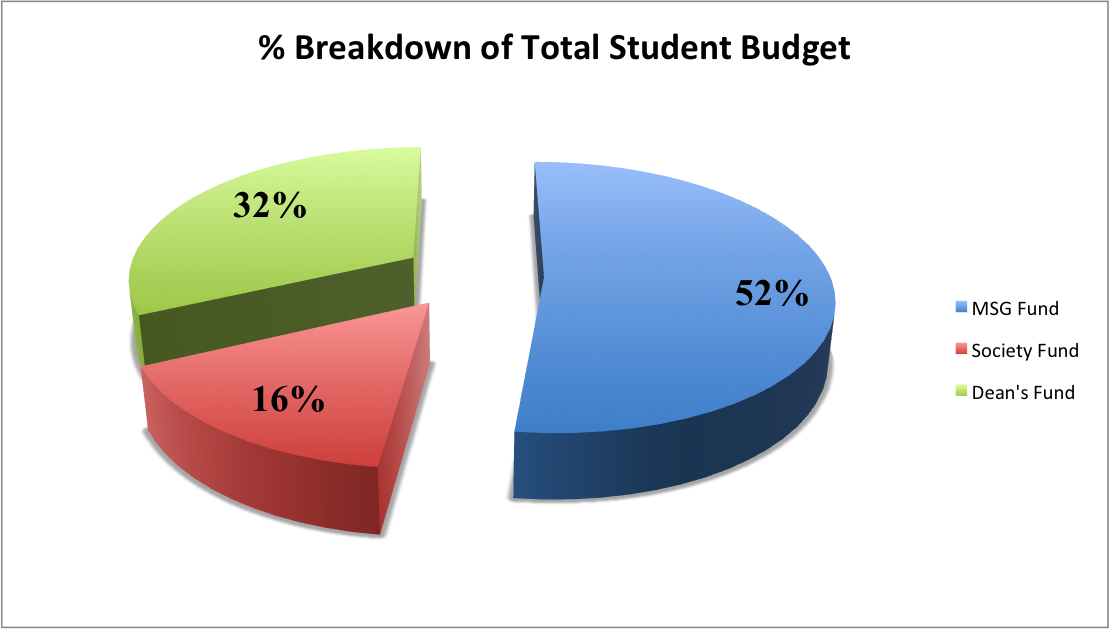 % Breakdown of Total Student Budget
32%
52%
16%
MSG Fund
Society Fund
Dean's Fund